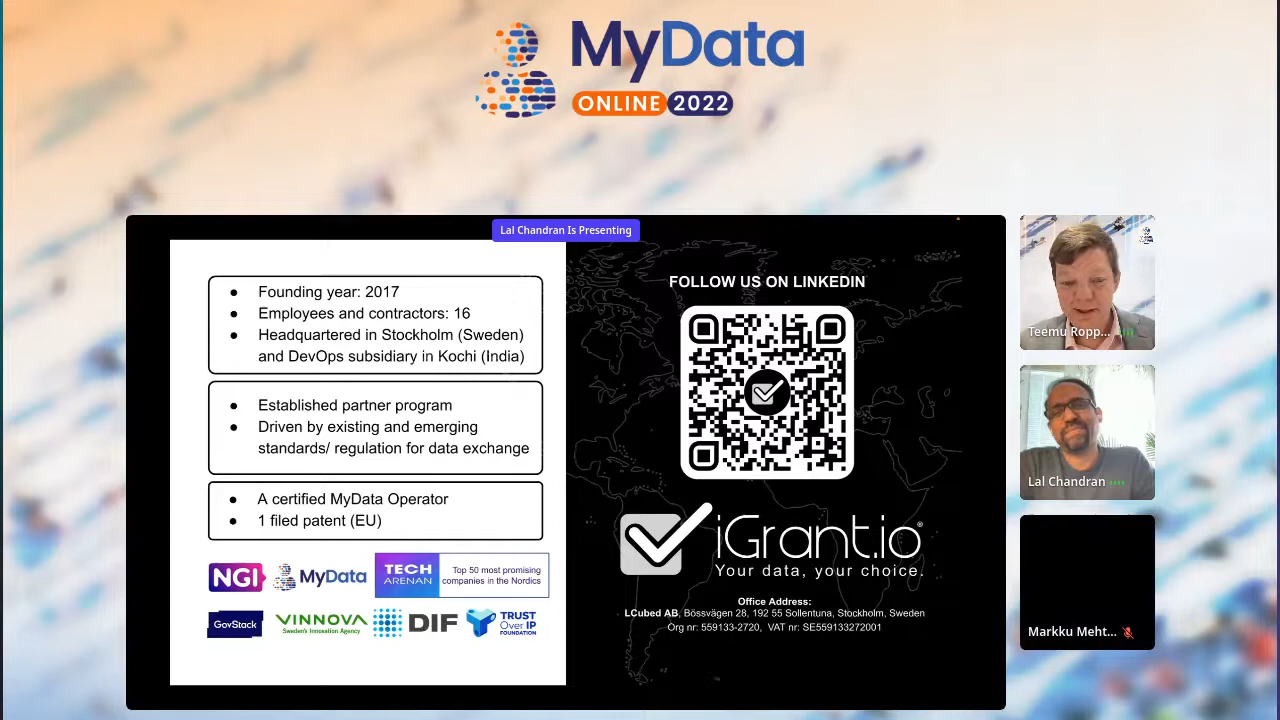 MyData
ONLINE 2022
Lal Chandran Is Presenting
● Founding year: 2017
● Employees and contractors: 16
● Headquartered in Stockholm (Sweden)
and DevOps subsidiary in Kochi (India)
● Established partner program
● Driven by existing and emerging
standards/ regulation for data exchange
● A certified MyData Operator
● 1 filed patent (EU)
NGI
MyData
TECH
ARENAN
Top 50 most promising
companies in the Nordics
GovStack
VINNOVA
Sweden's Innovation Agency
DIF
TRUST
Over IP
FOUNDATION
FOLLOW US ON LINKEDIN
iGrant.io®
Your data, your choice.
Office Address:
LCubed AB, Bössvägen 28, 192 55 Sollentuna, Stockholm, Sweden
Org nr: 559133-2720, VAT nr: SE559133272001
Teemu Ropp...
Lal Chandran
Markku Meht...